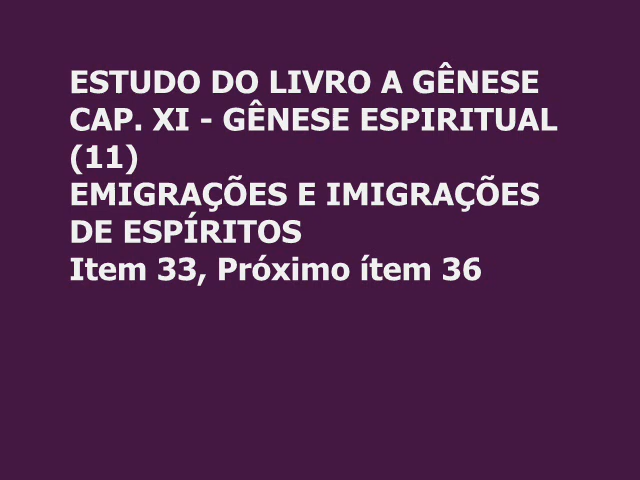 ESTUDO DO LIVRO A GÊNESE
CAP. XI - GÊNESE ESPIRITUAL
(11)
EMIGRAÇÕES E IMIGRAÇÕES
DE ESPÍRITOS
Item 33, Próximo ítem 36